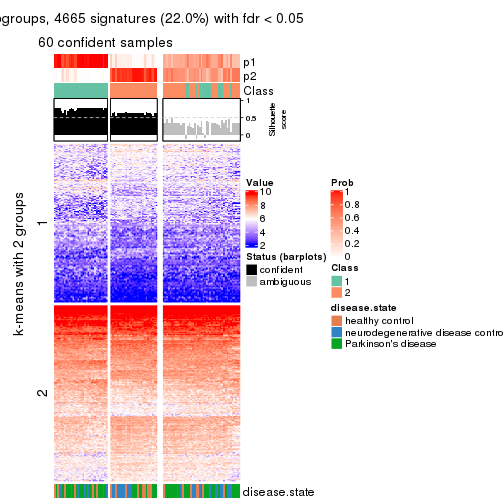 groups, 4665 signatures (22.0%) with fdr < 0.05
60 confident samples
p1
p2
Class
1
0.5
0
Silhouette
score
k-means with 2 groups
1
2
Value
10
8
6
4
2
Status (barplots)
confident
ambiguous
Prob
1
0.8
0.6
0.4
0.2
0
Class
1
2
disease.state
healthy control
neurodegenerative disease contro
Parkinson's disease
disease.state